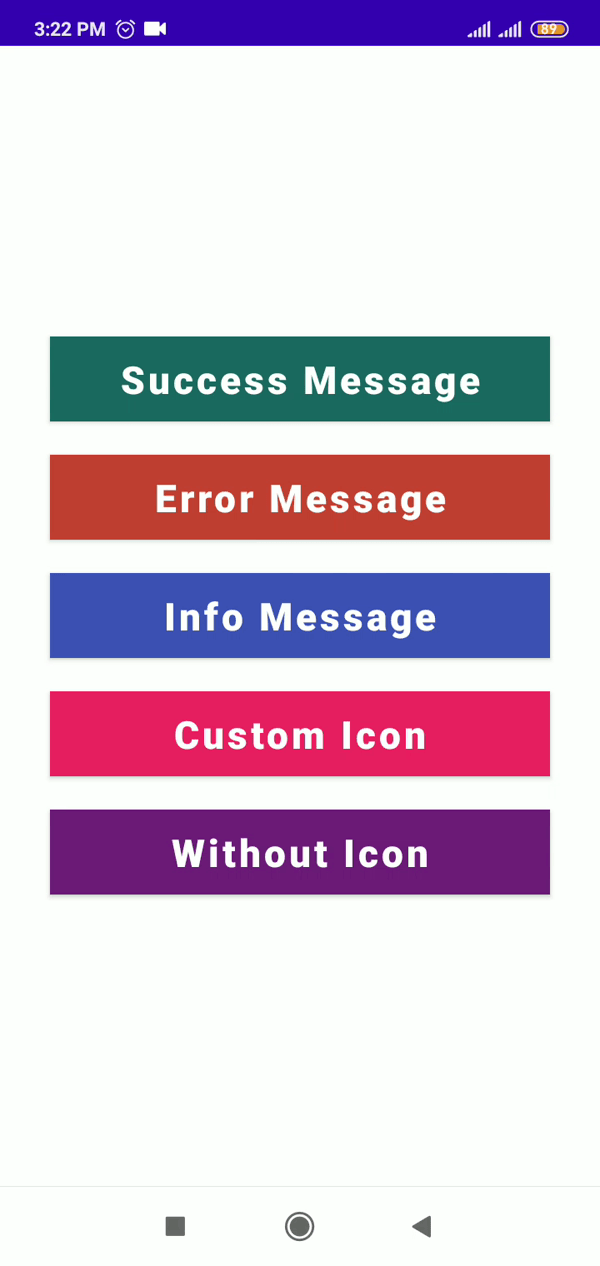 3:22 PM 89
Success Message
Error Message
Info Message
Custom Icon
Without Icon